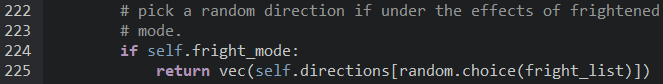 222 # pick a random direction if under the effects of frightened
223 # mode.
224 if self.fright_mode:
225 return vec(self.directions[random.choice(fright_list)])